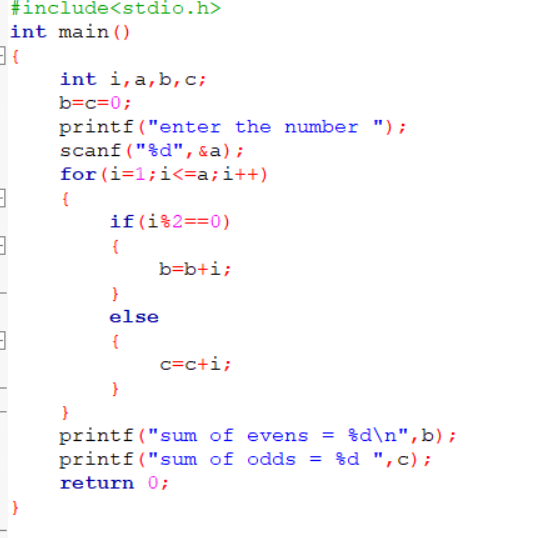 #include<stdio.h>
int main()
{
    int i,a,b,c;
    b=c=0;
    printf("enter the number ");
    scanf("%d",&a);
    for(i=1;i<=a;i++)
    {
        if(i%2==0)
        {
            b=b+i;
        }
        else
        {
            c=c+i;
        }
    }
    printf("sum of evens = %d\n",b);
    printf("sum of odds = %d ",c);
    return 0;
}